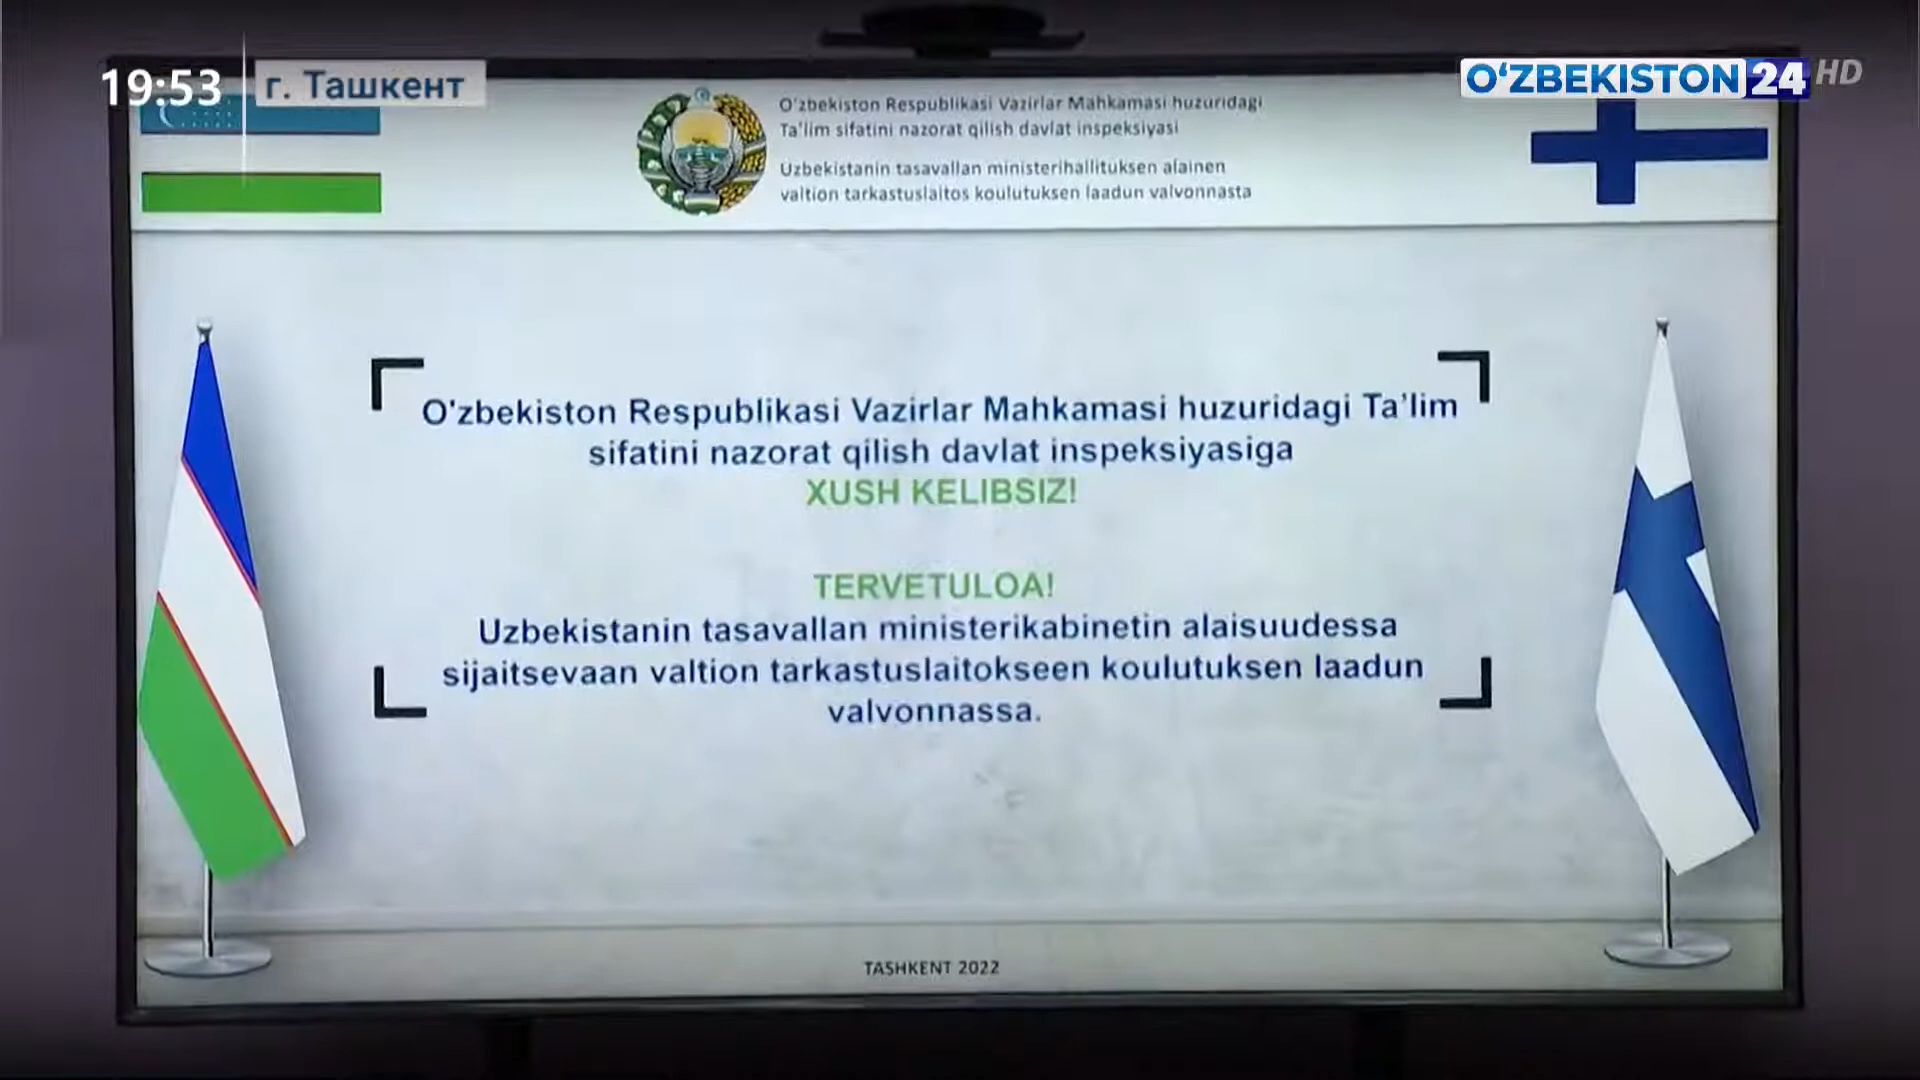 19:53
г. Ташкент
O‘ZBEKISTON 24 HD
O'zbekiston Respublikasi Vazirlar Mahkamasi huzuridagi
Ta'lim sifatini nazorat qilish davlat inspeksiyasi
Uzbekistanin tasavallan ministerihallituksen alainen
valtion tarkastuslaitos koulutuksen laadun valvonnasta
O'zbekiston Respublikasi Vazirlar Mahkamasi huzuridagi Ta’lim
sifatini nazorat qilish davlat inspeksiyasiga
XUSH KELIBSIZ!
TERVETULOA!
Uzbekistanin tasavallan ministerikabinetin alaisuudessa
sijaitsevaan valtion tarkastuslaitokseen koulutuksen laadun
valvonnassa.
TASHKENT 2022